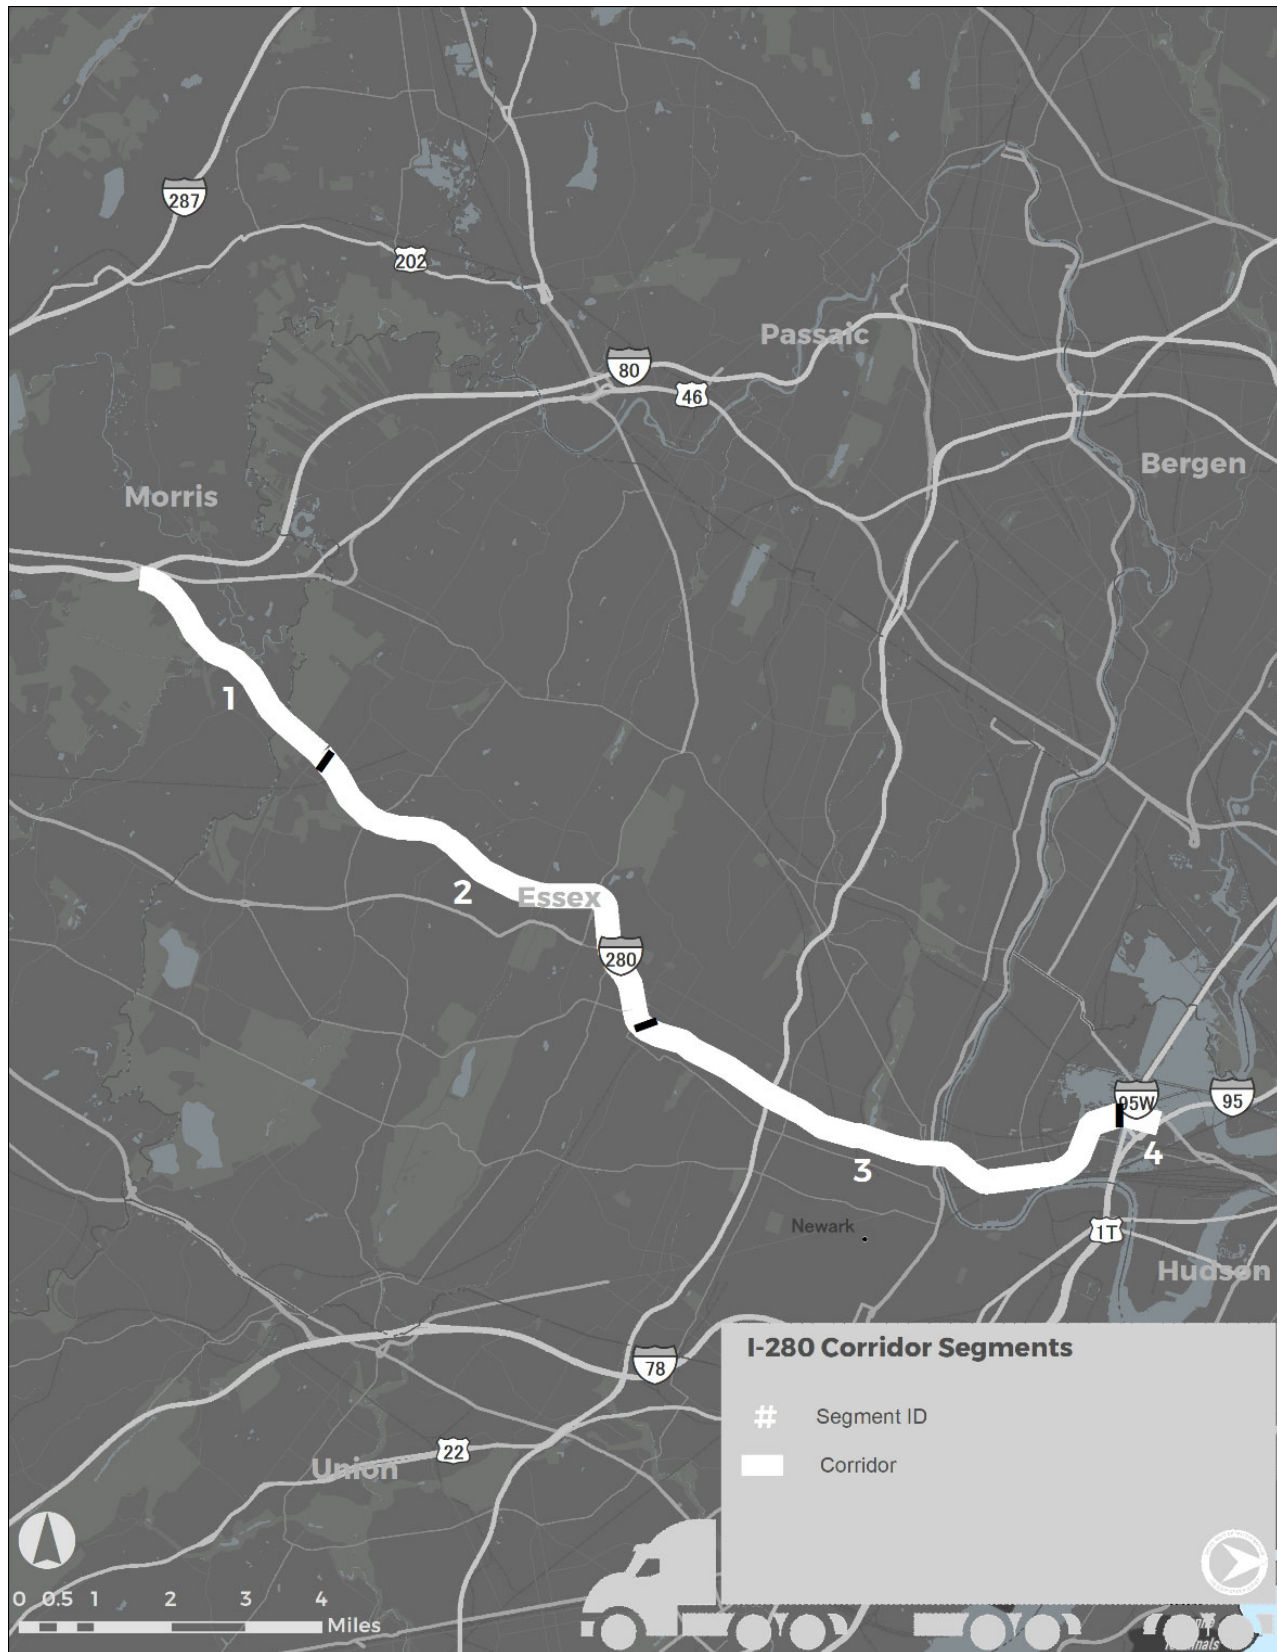 287
202
Passaic
80
46
Bergen
Morris
1
2
Essex
280
95W
95
4
3
Newark
1T
Hudson
I-280 Corridor Segments
78
# Segment ID
Corridor
22
Union
0 0.5 1 2 3 4
Miles